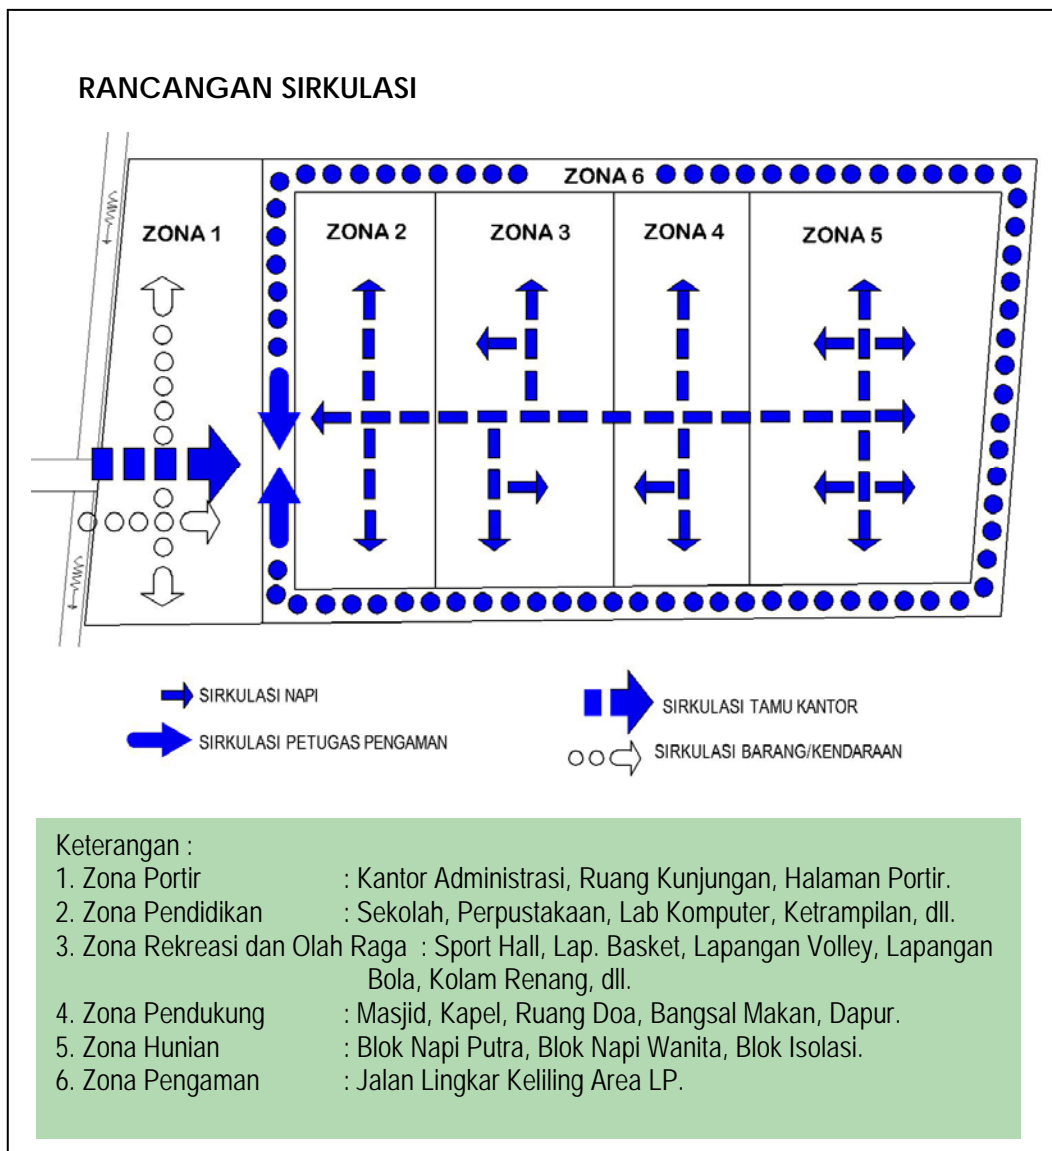 RANCANGAN SIRKULASI
ZONA 6
ZONA 1
ZONA 2
ZONA 3
ZONA 4
ZONA 5
SIRKULASI NAPI
SIRKULASI TAMU KANTOR
SIRKULASI PETUGAS PENGAMAN
SIRKULASI BARANG/KENDARAAN
Keterangan :
1. Zona Portir : Kantor Administrasi, Ruang Kunjungan, Halaman Portir.
2. Zona Pendidikan : Sekolah, Perpustakaan, Lab Komputer, Ketrampilan, dll.
3. Zona Rekreasi dan Olah Raga : Sport Hall, Lap. Basket, Lapangan Volley, Lapangan
Bola, Kolam Renang, dll.
4. Zona Pendukung : Masjid, Kapel, Ruang Doa, Bangsal Makan, Dapur.
5. Zona Hunian : Blok Napi Putra, Blok Napi Wanita, Blok Isolasi.
6. Zona Pengaman : Jalan Lingkar Keliling Area LP.